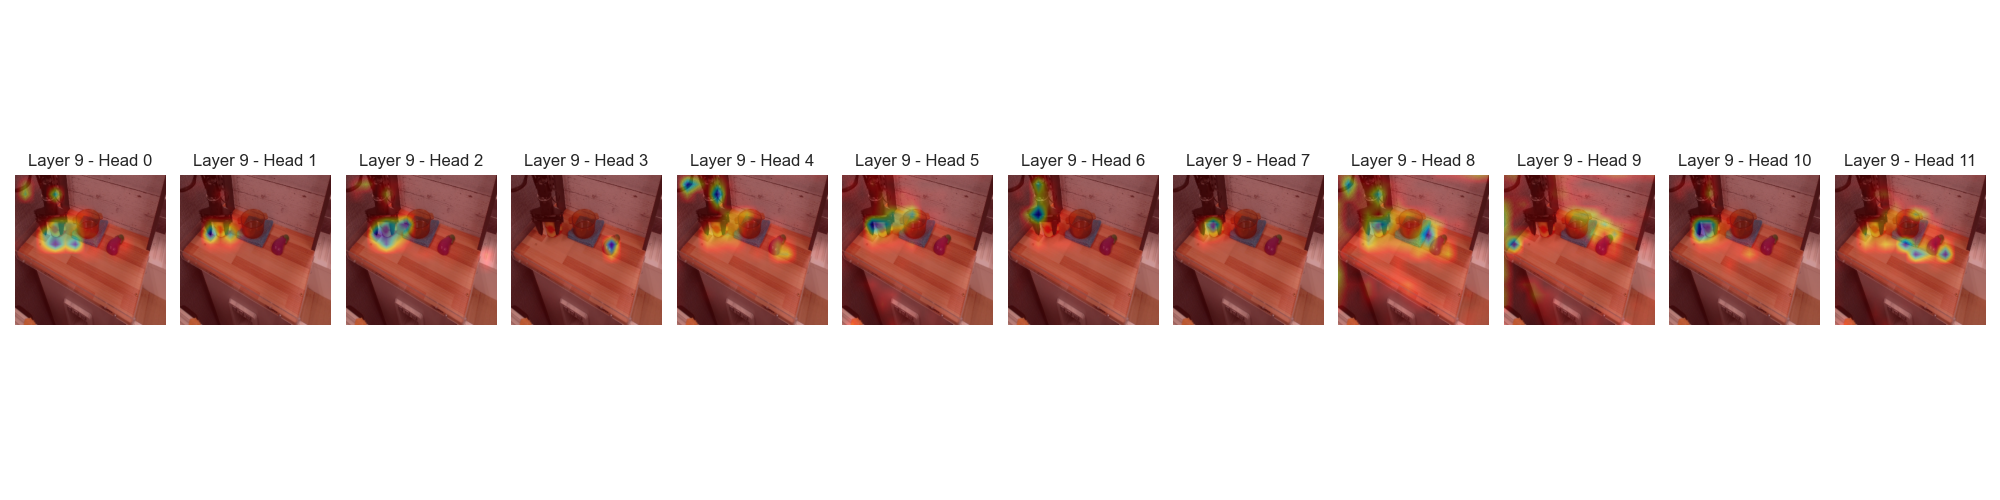 Layer 9 - Head 0
Layer 9 - Head 1
Layer 9 - Head 2
Layer 9 - Head 3
Layer 9 - Head 4
Layer 9 - Head 5
Layer 9 - Head 6
Layer 9 - Head 7
Layer 9 - Head 8
Layer 9 - Head 9
Layer 9 - Head 10
Layer 9 - Head 11